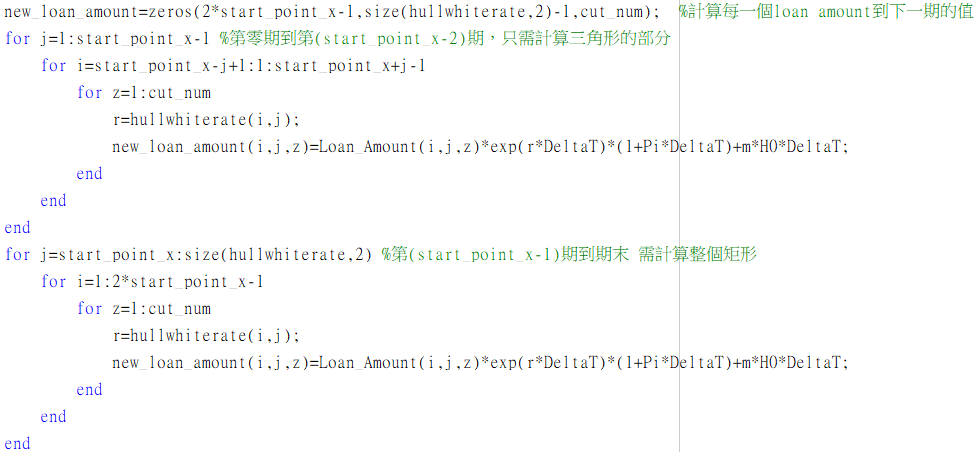 new_loan_amount=zeros(2*start_point_x-1,size(hullwhiterate,2)-1,cut_num);  %計算每一個loan amount到下一期的值
for j=1:start_point_x-1 %第零期到第(start_point_x-2)期，只需計算三角形的部分
    for i=start_point_x-j+1:1:start_point_x+j-1
        for z=1:cut_num
            r=hullwhiterate(i,j);
            new_loan_amount(i,j,z)=Loan_Amount(i,j,z)*exp(r*DeltaT)*(1+Pi*DeltaT)+m*H0*DeltaT;
        end
    end
end
for j=start_point_x:size(hullwhiterate,2) %第(start_point_x-1)期到期末 需計算整個矩形
    for i=1:2*start_point_x-1
        for z=1:cut_num
            r=hullwhiterate(i,j);
            new_loan_amount(i,j,z)=Loan_Amount(i,j,z)*exp(r*DeltaT)*(1+Pi*DeltaT)+m*H0*DeltaT;
        end
    end
end